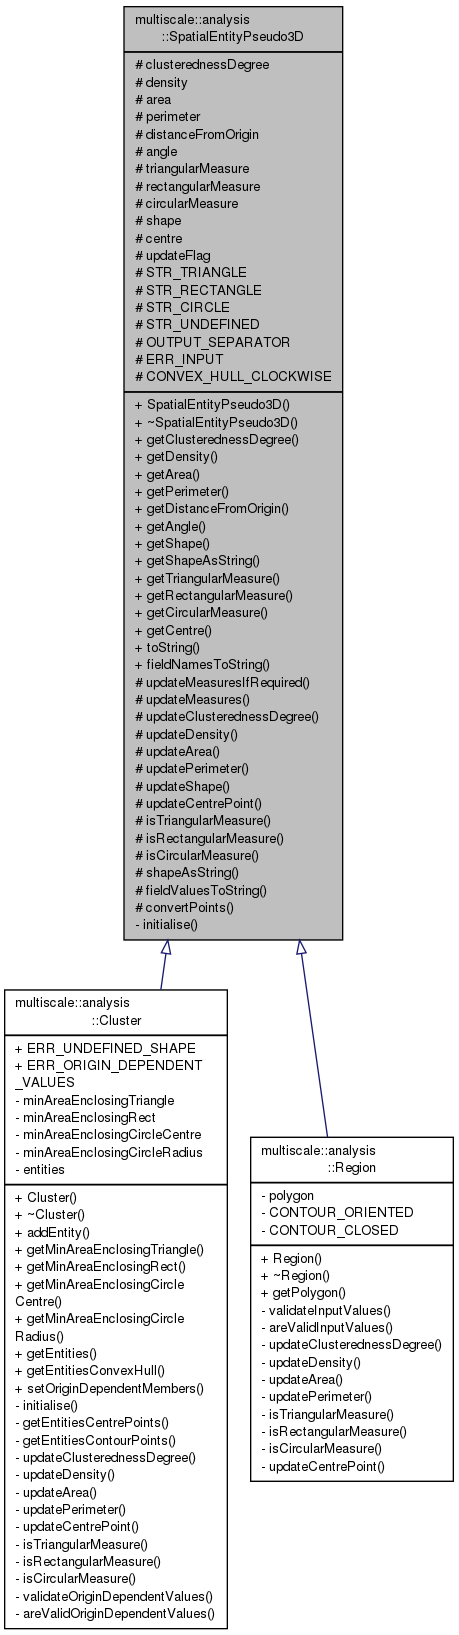 multiscale::analysis
::SpatialEntityPseudo3D
# clusterednessDegree
# density
# area
# perimeter
# distanceFromOrigin
# angle
# triangularMeasure
# rectangularMeasure
# circularMeasure
# shape
# centre
# updateFlag
# STR_TRIANGLE
# STR_RECTANGLE
# STR_CIRCLE
# STR_UNDEFINED
# OUTPUT_SEPARATOR
# ERR_INPUT
# CONVEX_HULL_CLOCKWISE
+ SpatialEntityPseudo3D()
+ ~SpatialEntityPseudo3D()
+ getClusterednessDegree()
+ getDensity()
+ getArea()
+ getPerimeter()
+ getDistanceFromOrigin()
+ getAngle()
+ getShape()
+ getShapeAsString()
+ getTriangularMeasure()
+ getRectangularMeasure()
+ getCircularMeasure()
+ getCentre()
+ toString()
+ fieldNamesToString()
# updateMeasuresIfRequired()
# updateMeasures()
# updateClusterednessDegree()
# updateDensity()
# updateArea()
# updatePerimeter()
# updateShape()
# updateCentrePoint()
# isTriangularMeasure()
# isRectangularMeasure()
# isCircularMeasure()
# shapeAsString()
# fieldValuesToString()
# convertPoints()
- initialise()
multiscale::analysis
::Cluster
+ ERR_UNDEFINED_SHAPE
+ ERR_ORIGIN_DEPENDENT
_VALUES
- minAreaEnclosingTriangle
- minAreaEnclosingRect
- minAreaEnclosingCircleCentre
- minAreaEnclosingCircleRadius
- entities
+ Cluster()
+ ~Cluster()
+ addEntity()
+ getMinAreaEnclosingTriangle()
+ getMinAreaEnclosingRect()
+ getMinAreaEnclosingCircle
Centre()
+ getMinAreaEnclosingCircle
Radius()
+ getEntities()
+ getEntitiesConvexHull()
+ setOriginDependentMembers()
- initialise()
- getEntitiesCentrePoints()
- getEntitiesContourPoints()
- updateClusterednessDegree()
- updateDensity()
- updateArea()
- updatePerimeter()
- updateCentrePoint()
- isTriangularMeasure()
- isRectangularMeasure()
- isCircularMeasure()
- validateOriginDependentValues()
- areValidOriginDependentValues()
multiscale::analysis
::Region
- polygon
- CONTOUR_ORIENTED
- CONTOUR_CLOSED
+ Region()
+ ~Region()
+ getPolygon()
- validateInputValues()
- areValidInputValues()
- updateClusterednessDegree()
- updateDensity()
- updateArea()
- updatePerimeter()
- isTriangularMeasure()
- isRectangularMeasure()
- isCircularMeasure()
- updateCentrePoint()